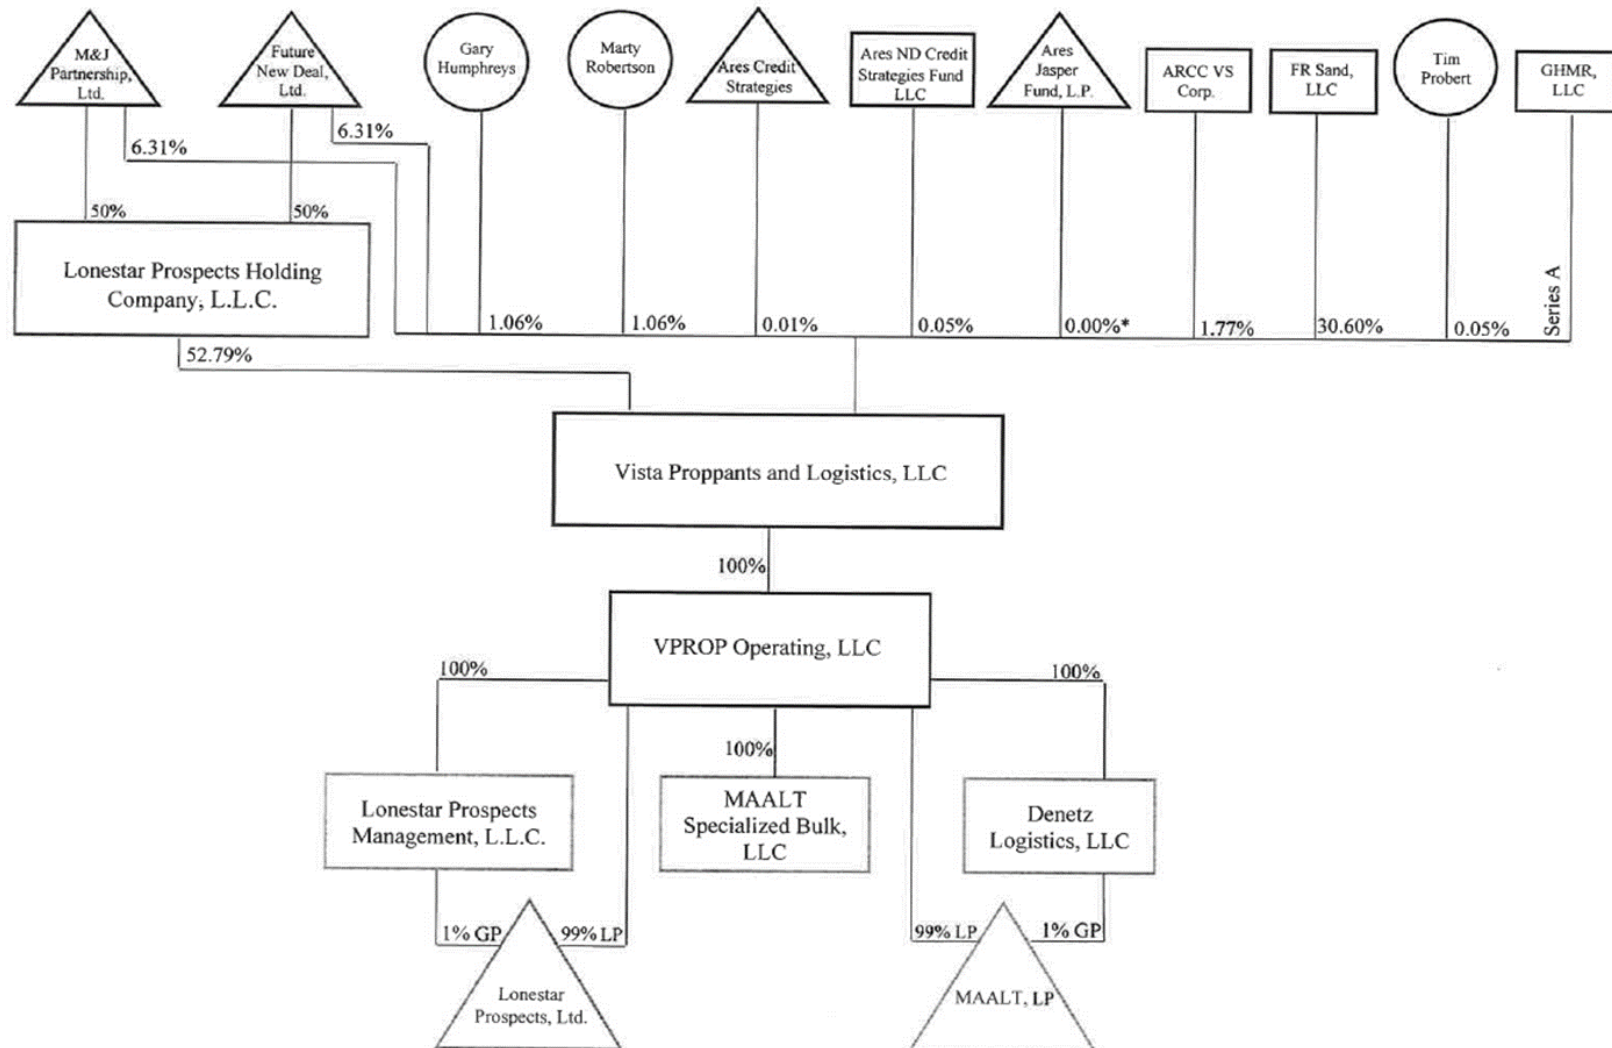 M&J
Partnership,
Ltd.
Future
New Deal,
Ltd.
Gary
Humphreys
Marty
Robertson
Ares Credit
Strategies
Ares ND Credit
Strategies Fund
LLC
Ares
Jasper
Fund, L.P.
ARCC VS
Corp.
FR Sand,
LLC
Tim
Probert
GHMR,
LLC
6.31%
6.31%
50%
50%
Lonestar Prospects Holding
Company, L.L.C.
1.06%
1.06%
0.01%
0.05%
0.00%*
1.77%
30.60%
0.05%
Series A
52.79%
Vista Proppants and Logistics, LLC
100%
VPROP Operating, LLC
100%
100%
100%
Lonestar Prospects
Management, L.L.C.
MAALT
Specialized Bulk,
LLC
Denetz
Logistics, LLC
1% GP
99% LP
99% LP
1% GP
Lonestar
Prospects, Ltd.
MAALT, LP